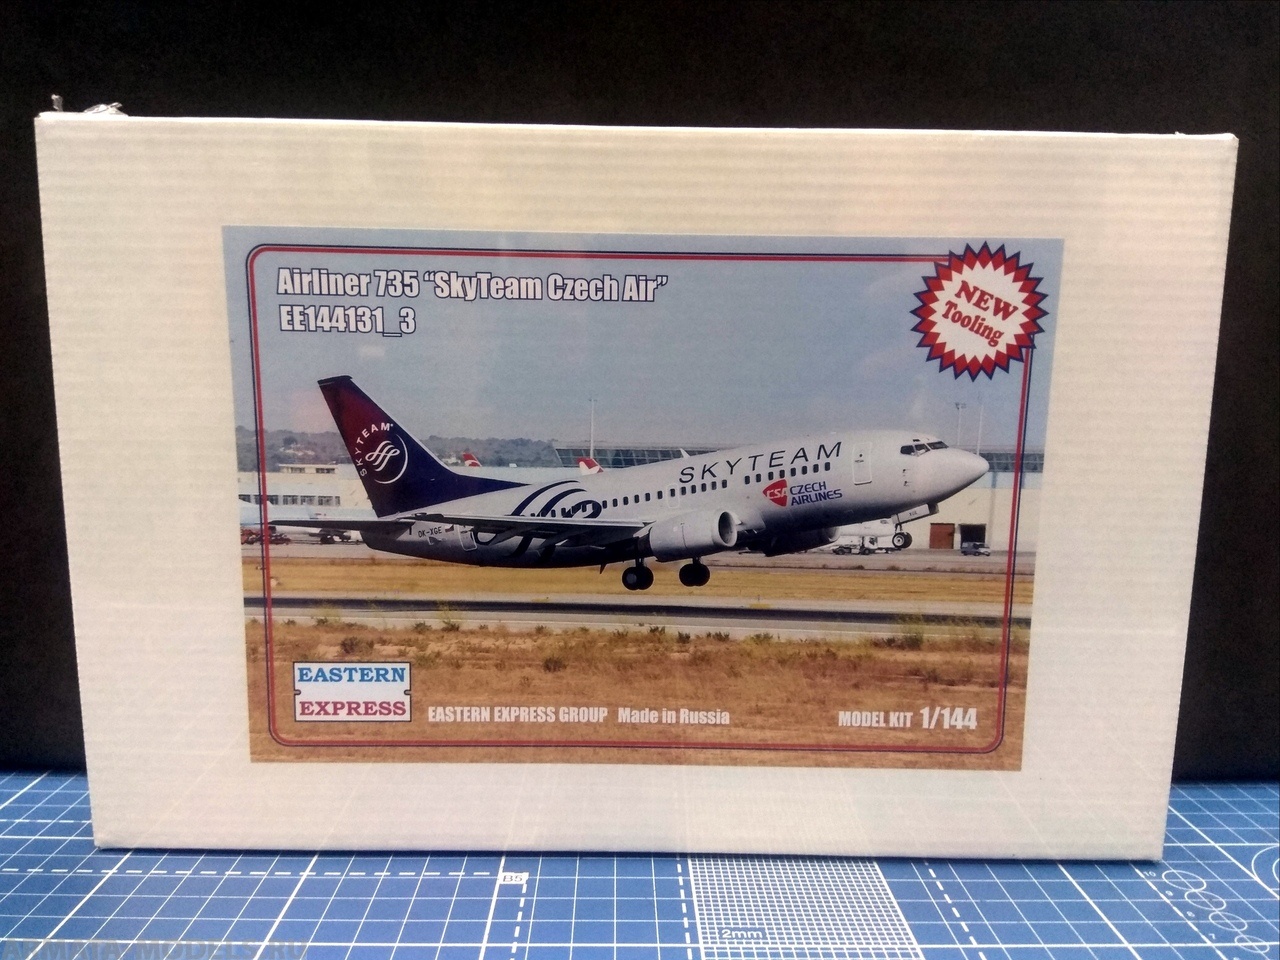 Airliner 735 “SkyTeam Czech Air”
EE144131_3
NEW
Tooling
SKYTEAM
SKYTEAM
CSA CZECH
AIRLINES
OK-XGE
EASTERN
EXPRESS
EASTERN EXPRESS GROUP Made in Russia
MODEL KIT 1/144
B5
2mm